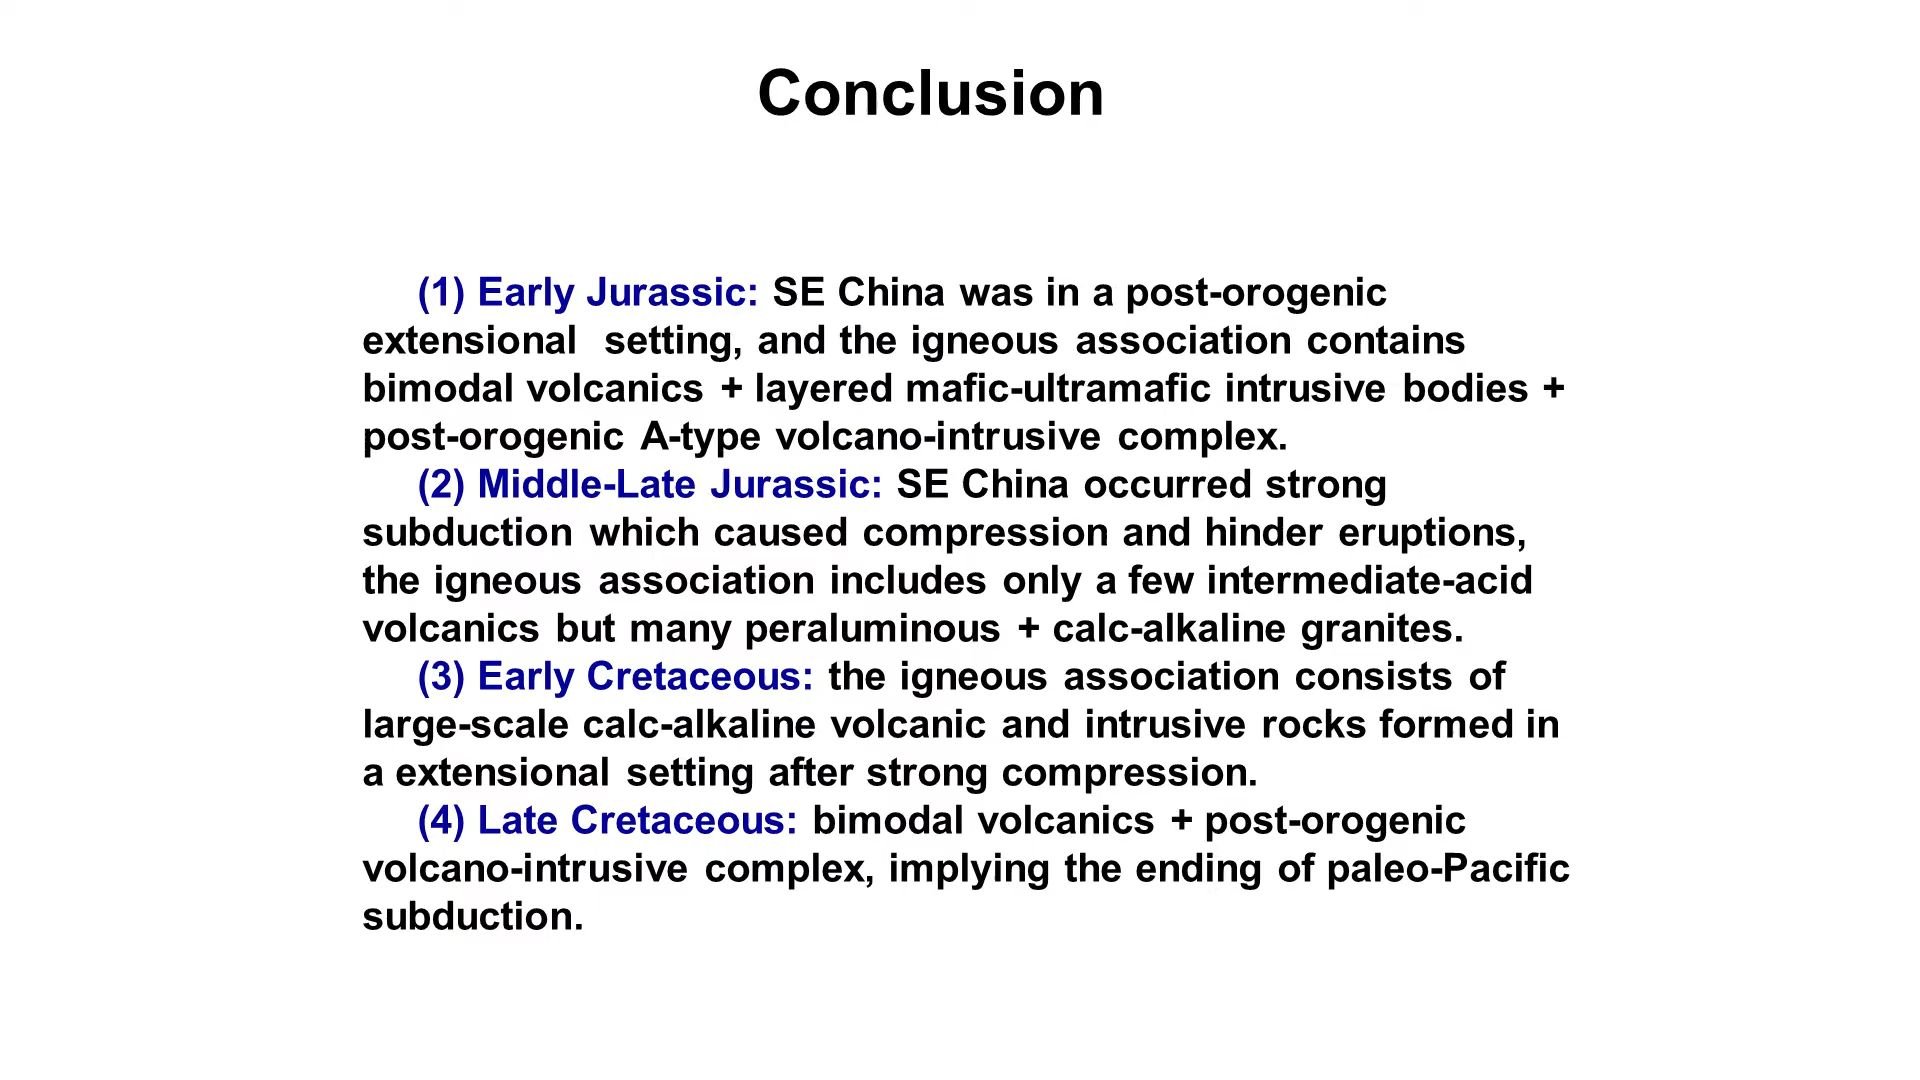 Conclusion
(1) Early Jurassic: SE China was in a post-orogenic
extensional setting, and the igneous association contains
bimodal volcanics + layered mafic-ultramafic intrusive bodies +
post-orogenic A-type volcano-intrusive complex.
(2) Middle-Late Jurassic: SE China occurred strong
subduction which caused compression and hinder eruptions,
the igneous association includes only a few intermediate-acid
volcanics but many peraluminous + calc-alkaline granites.
(3) Early Cretaceous: the igneous association consists of
large-scale calc-alkaline volcanic and intrusive rocks formed in
a extensional setting after strong compression.
(4) Late Cretaceous: bimodal volcanics + post-orogenic
volcano-intrusive complex, implying the ending of paleo-Pacific
subduction.